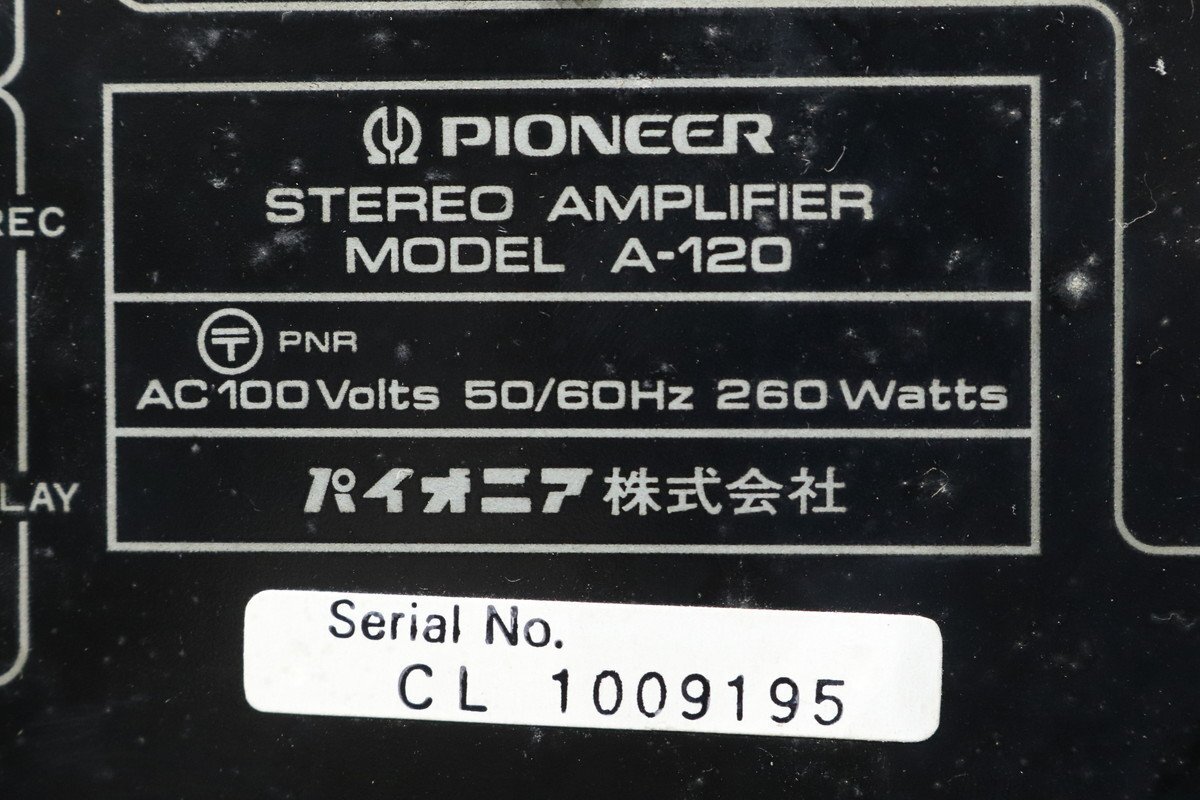 REC
LAY
PIONEER
STEREO AMPLIFIER
MODEL A-120
PNR
AC 100 Volts 50/60Hz 260 Watts
パイオニア株式会社
Serial No.
CL 1009195